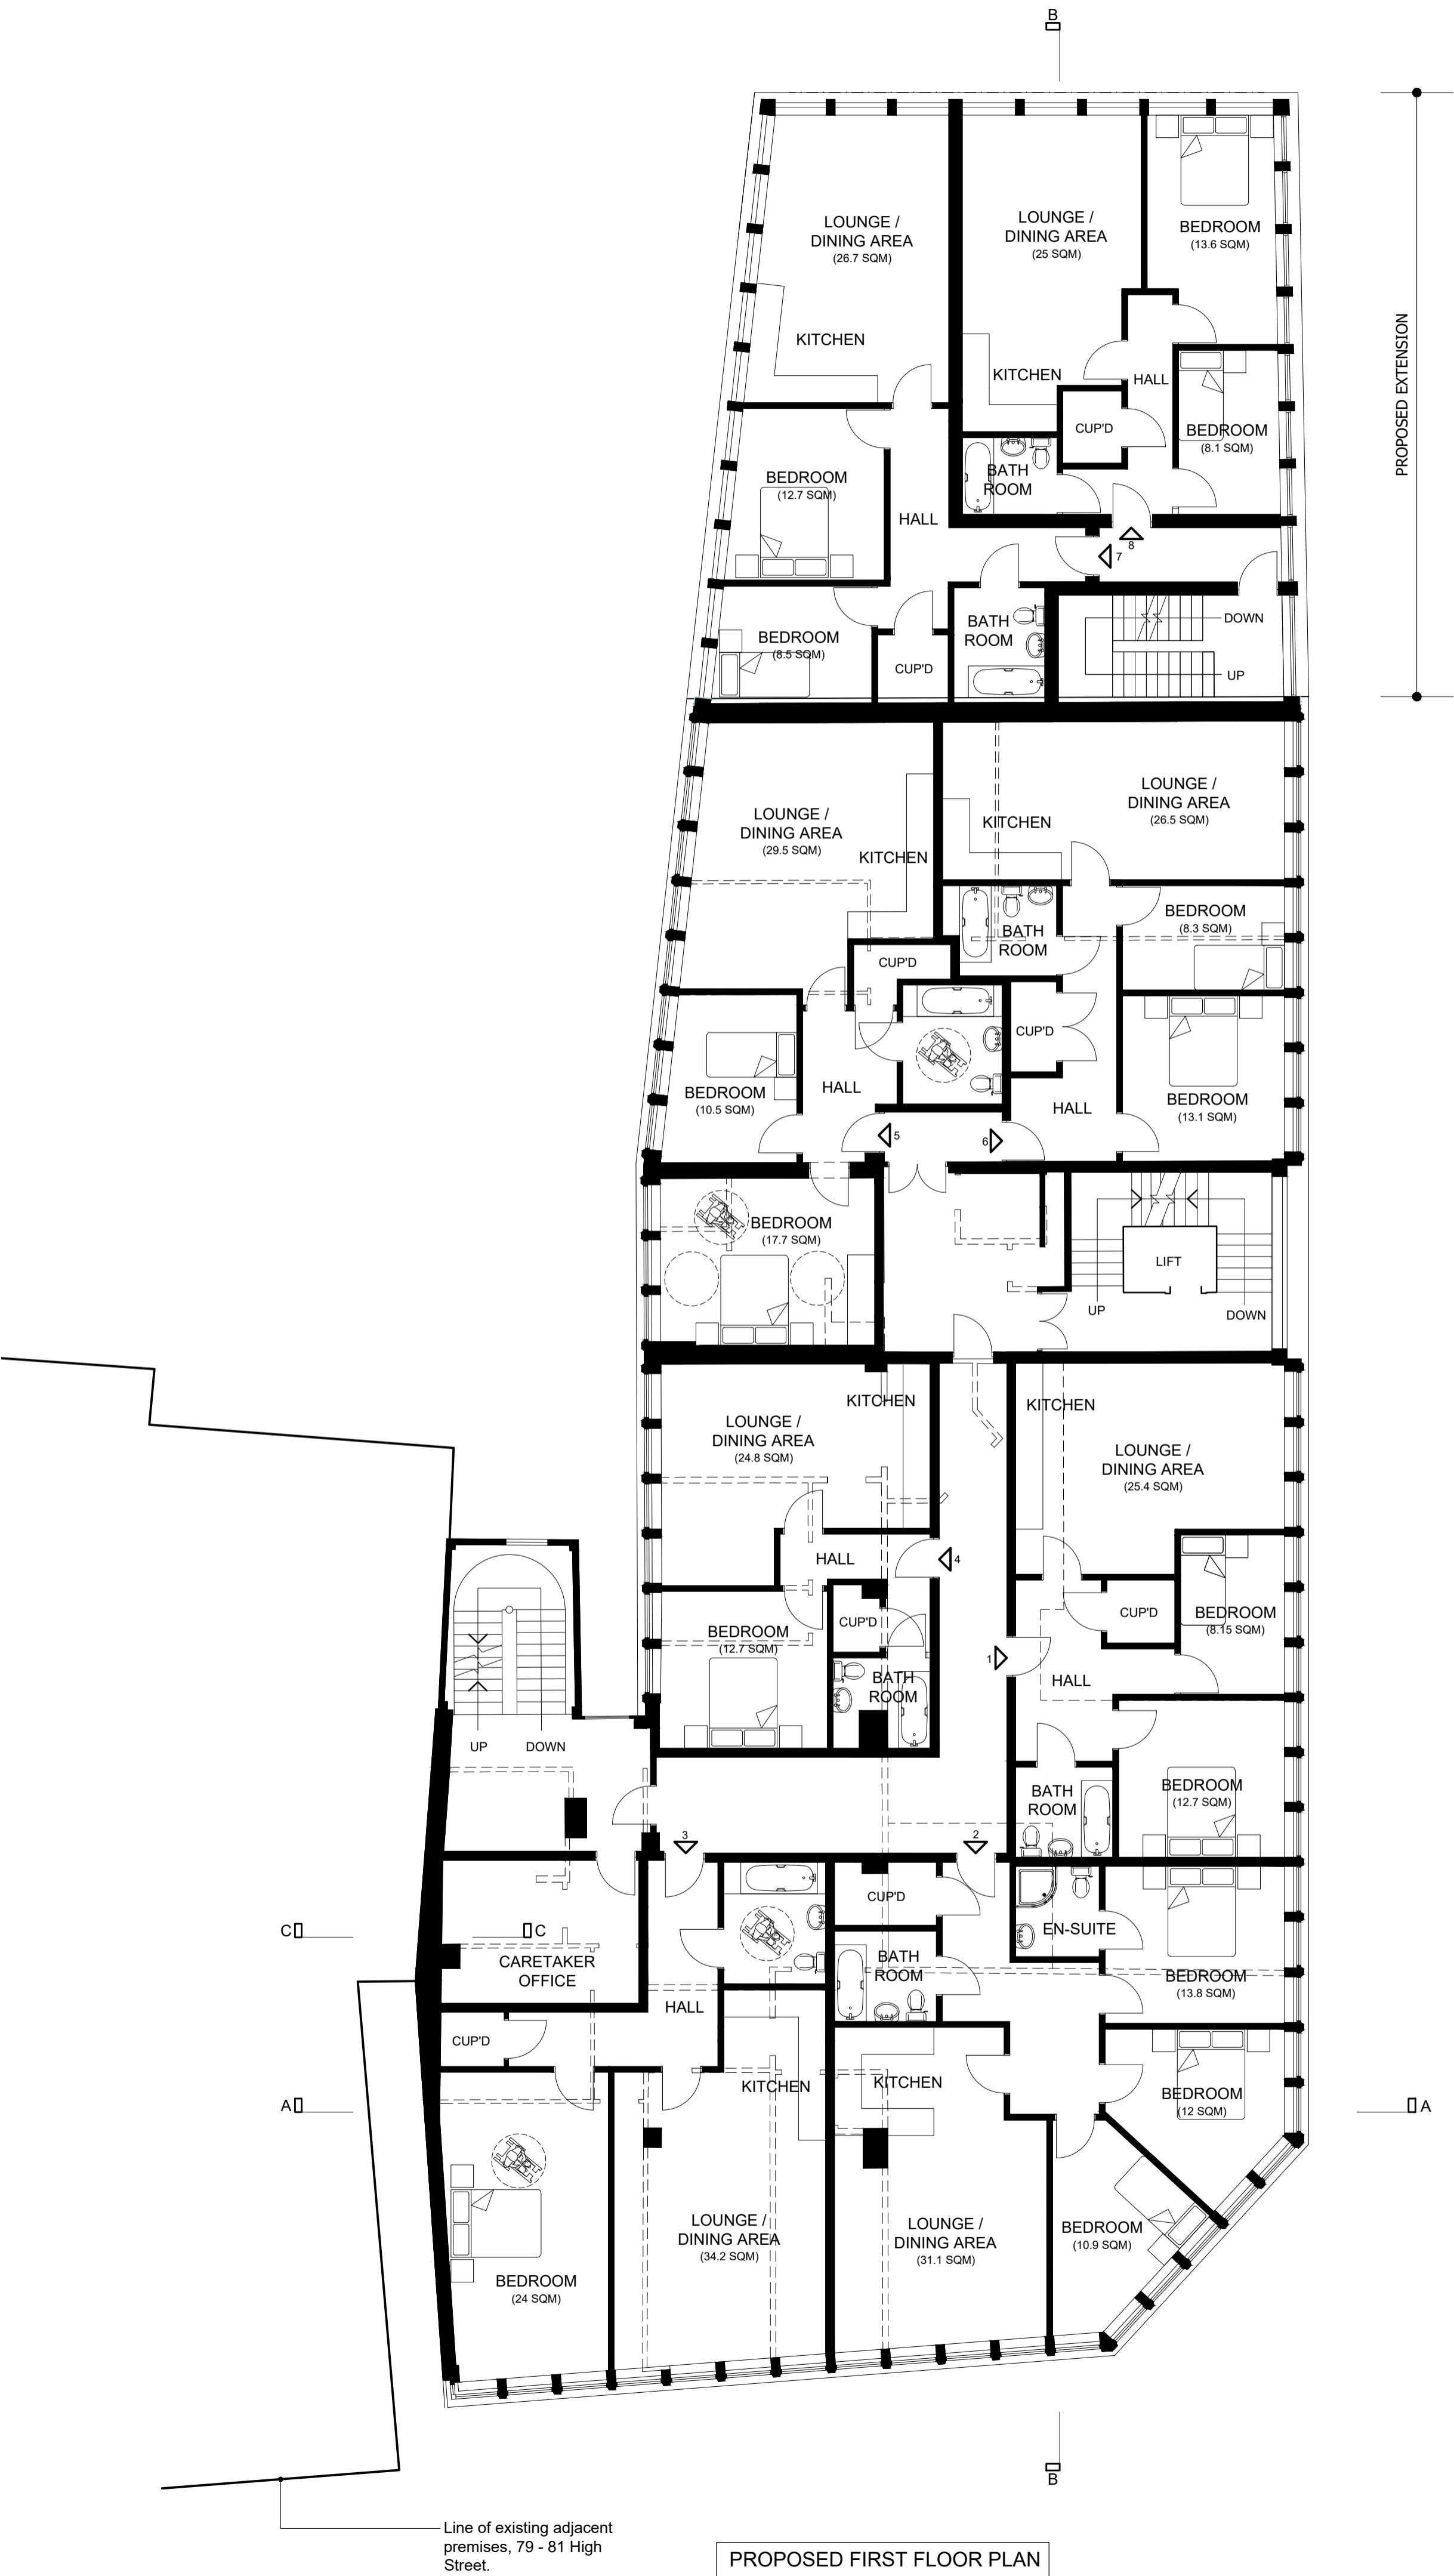 B
LOUNGE /
DINING AREA
(26.7 SQM)
KITCHEN
LOUNGE /
DINING AREA
(25 SQM)
KITCHEN
BEDROOM
(13.6 SQM)
HALL
CUP'D
BEDROOM
(8.1 SQM)
BATH
ROOM
PROPOSED EXTENSION
BEDROOM
(12.7 SQM)
HALL
7
8
BEDROOM
(8.5 SQM)
CUP'D
BATH
ROOM
DOWN
UP
LOUNGE /
DINING AREA
(29.5 SQM)
KITCHEN
LOUNGE /
DINING AREA
(26.5 SQM)
KITCHEN
BATH
ROOM
BEDROOM
(8.3 SQM)
CUP'D
CUP'D
BEDROOM
(10.5 SQM)
HALL
HALL
BEDROOM
(13.1 SQM)
5
6
BEDROOM
(17.7 SQM)
LIFT
UP
DOWN
KITCHEN
LOUNGE /
DINING AREA
(24.8 SQM)
KITCHEN
LOUNGE /
DINING AREA
(25.4 SQM)
HALL
4
CUP'D
BEDROOM
(12.7 SQM)
BATH
ROOM
CUP'D
BEDROOM
(8.15 SQM)
1
HALL
UP
DOWN
BATH
ROOM
BEDROOM
(12.7 SQM)
3
2
CUP'D
EN-SUITE
C
C
CARETAKER
OFFICE
BATH
ROOM
BEDROOM
(13.8 SQM)
HALL
CUP'D
KITCHEN
KITCHEN
BEDROOM
(12 SQM)
A
A
LOUNGE /
DINING AREA
(34.2 SQM)
LOUNGE /
DINING AREA
(31.1 SQM)
BEDROOM
(10.9 SQM)
BEDROOM
(24 SQM)
B
Line of existing adjacent
premises, 79 - 81 High
Street.
PROPOSED FIRST FLOOR PLAN